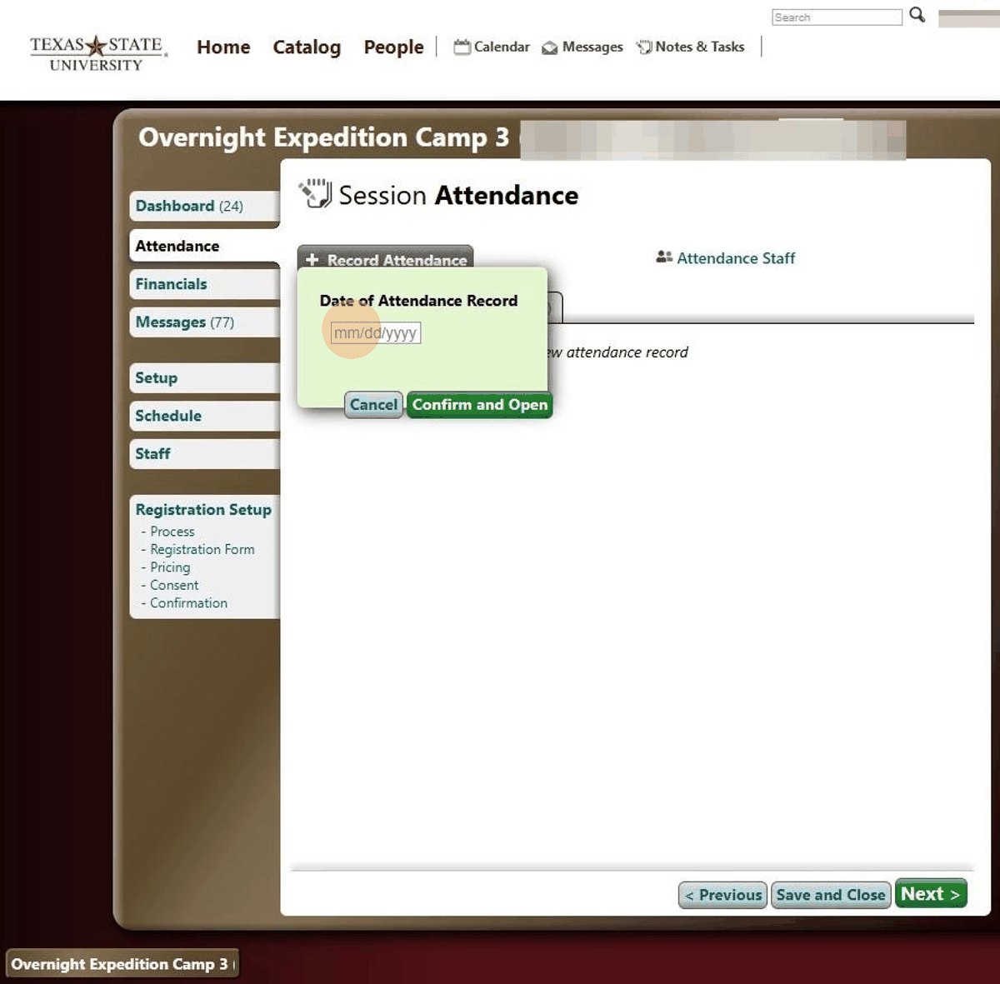 Search
TEXAS STATE
UNIVERSITY
Home Catalog People Calendar Messages Notes & Tasks
Overnight Expedition Camp 3
Session Attendance
Dashboard (24)
Attendance
Financials
Messages (77)
Setup
Schedule
Staff
Registration Setup
- Process
- Registration Form
- Pricing
- Consent
- Confirmation
+ Record Attendance
Attendance Staff
Date of Attendance Record
mm/dd/yyyy
attendance record
Cancel Confirm and Open
< Previous Save and Close Next >
Overnight Expedition Camp 3